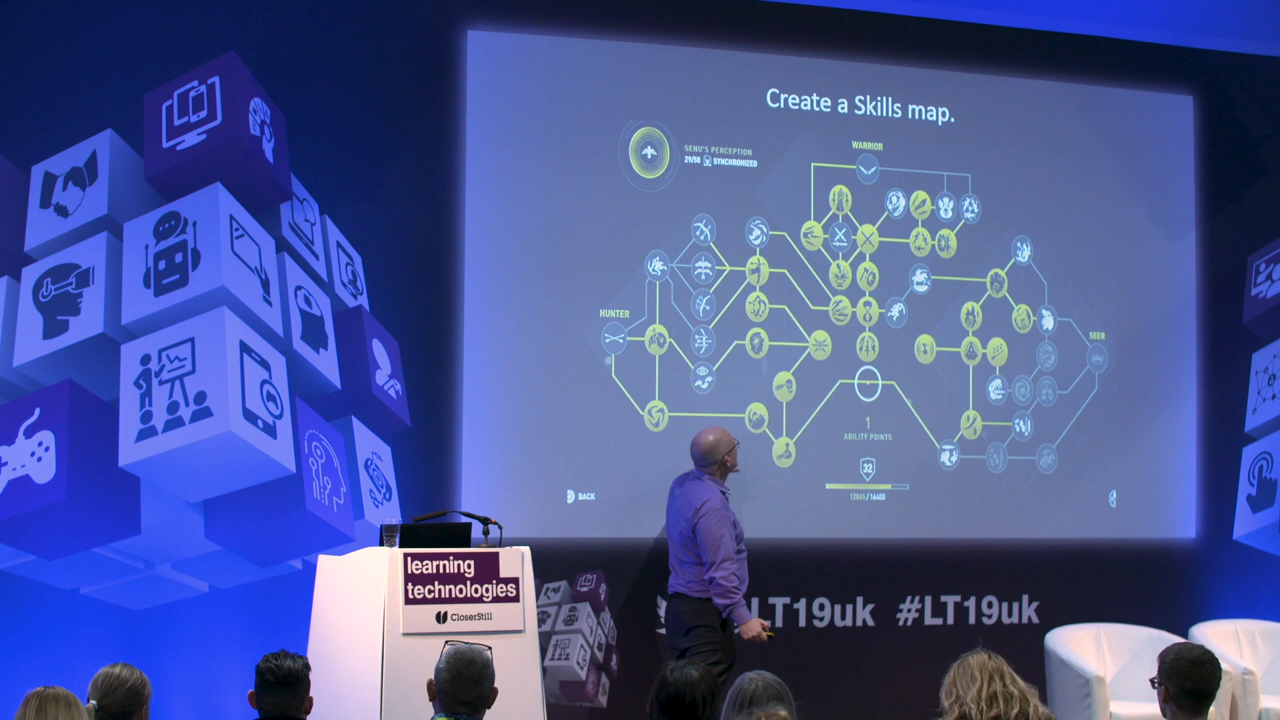 Create a Skills map.
SENU'S PERCEPTION
29/58 SYNCHRONIZED
WARRIOR
HUNTER
SEER
1
ABILITY POINTS
32
12865/16400
BACK
learning
technologies
CloserStill
LT19uk #LT19uk